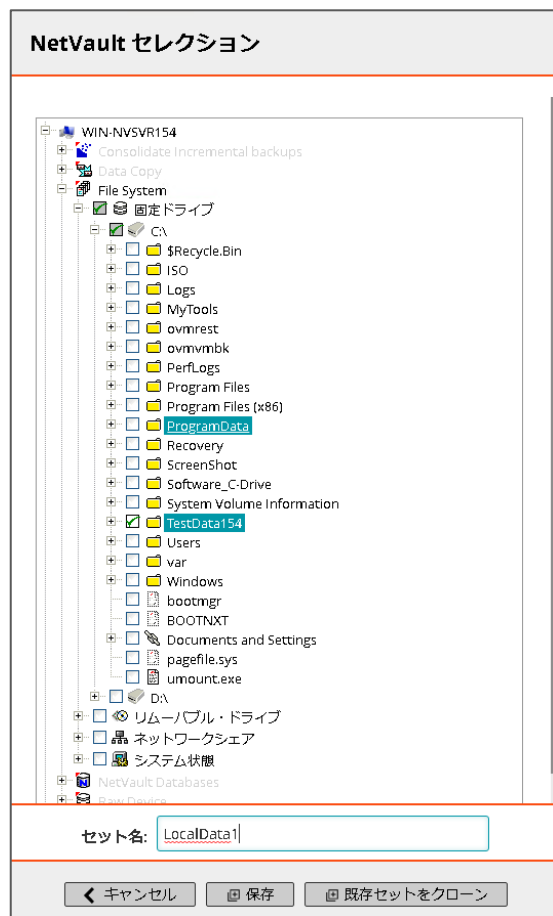 NetVault セレクション
WIN-NVSVR154
Consolidate Incremental backups
Data Copy
File System
固定ドライブ
C:\
$Recycle.Bin
ISO
Logs
MyTools
ovmrest
ovmvmbk
PerfLogs
Program Files
Program Files (x86)
ProgramData
Recovery
ScreenShot
Software_C-Drive
System Volume Information
TestData154
Users
var
Windows
bootmgr
BOOTNXT
Documents and Settings
pagefile.sys
umount.exe
D:\
リムーバブル・ドライブ
ネットワークシェア
システム状態
NetVault Databases
Raw Device
セット名: LocalData1
キャンセル 保存 既存セットをクローン